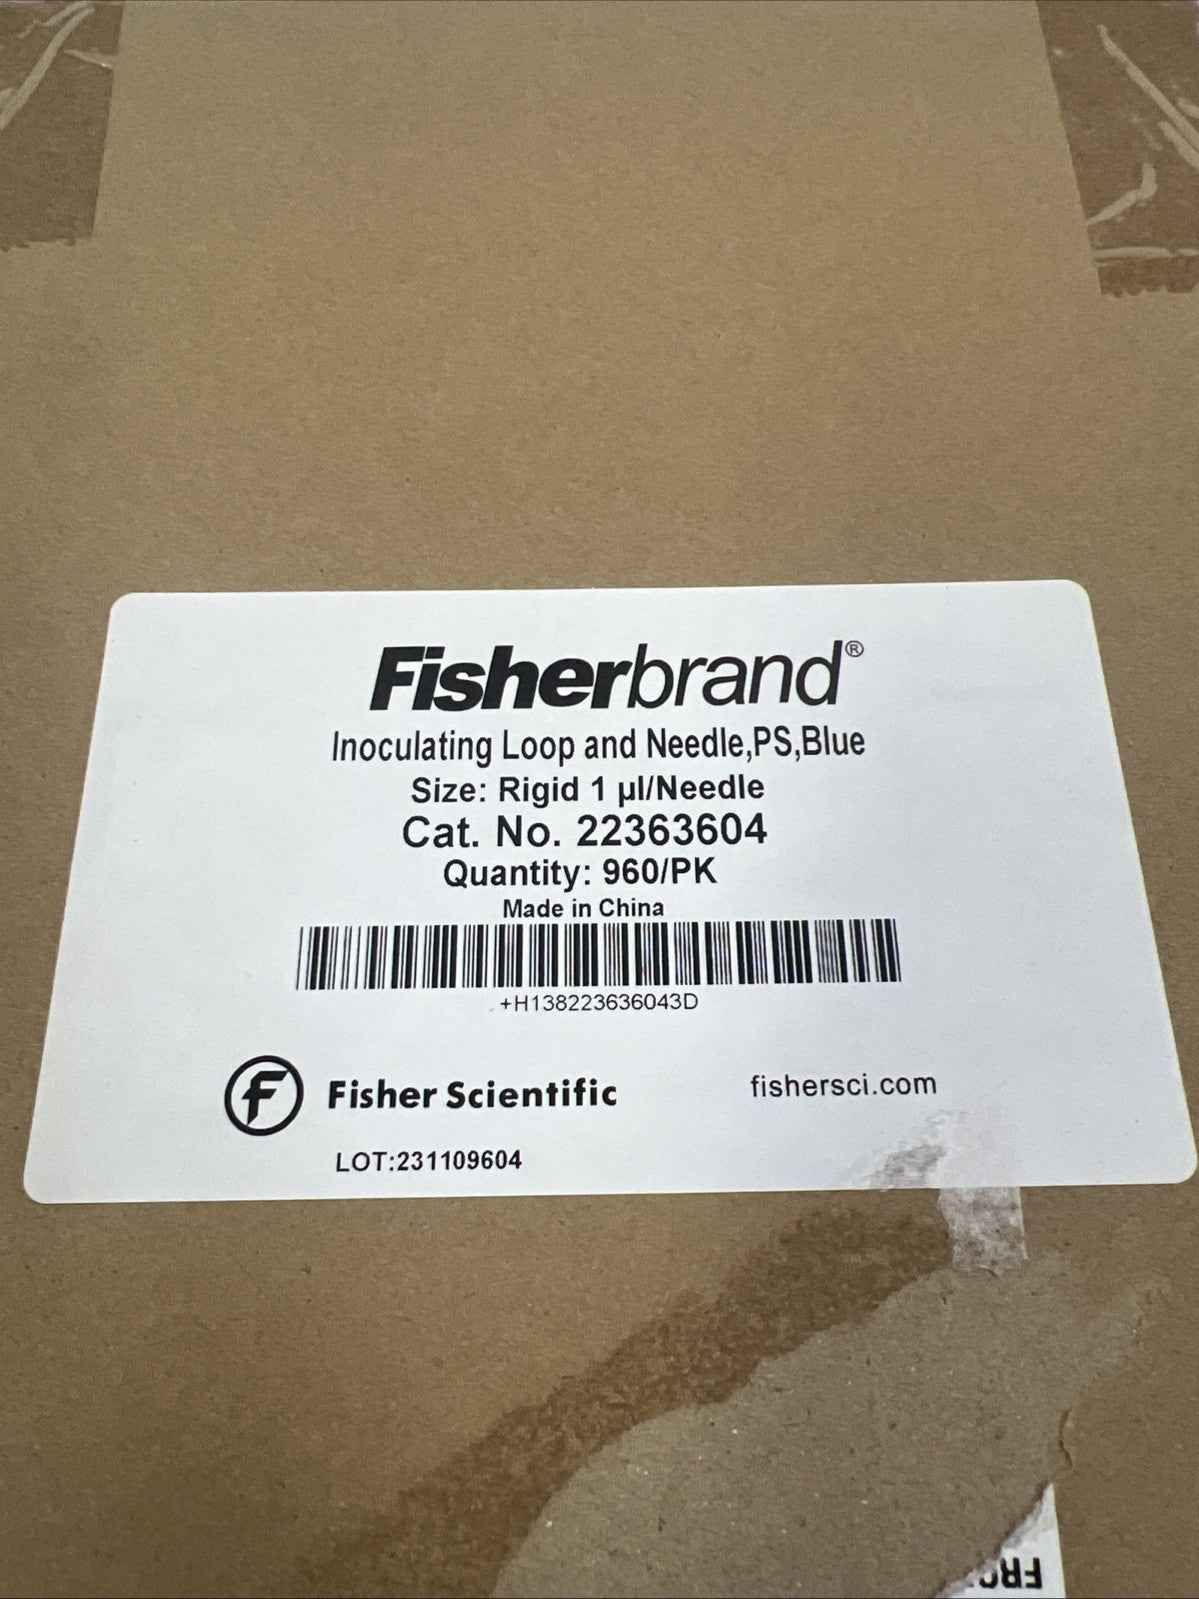 Fisherbrand®
Inoculating Loop and Needle,PS,Blue
Size: Rigid 1 µl/Needle
Cat. No. 22363604
Quantity: 960/PK
Made in China
+H138223636043D
F Fisher Scientific
fishersci.com
LOT:231109604